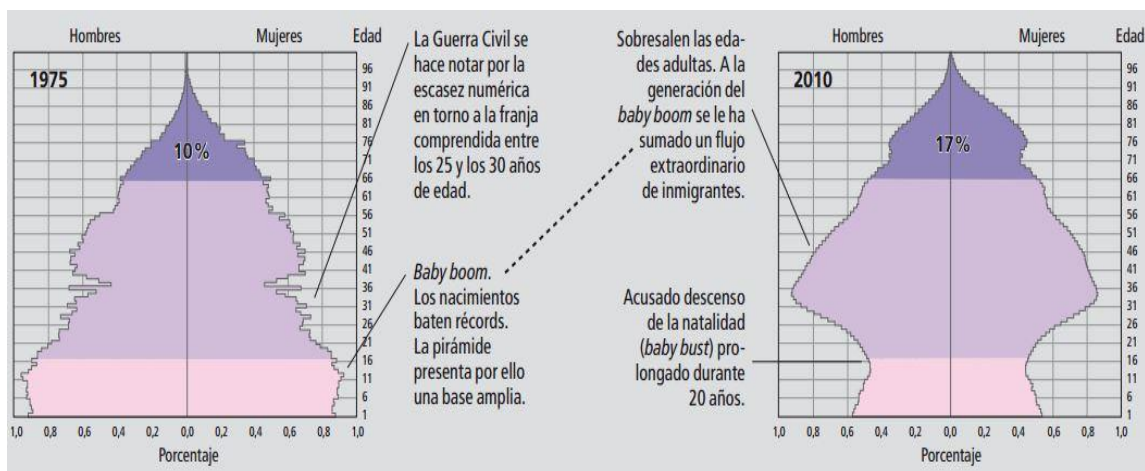 Hombres
Mujeres
Edad
1975
10%
96
91
86
81
76
71
66
61
56
51
46
41
36
31
26
21
16
11
6
1
1,0 0,8 0,6 0,4 0,2 0,0 0,2 0,4 0,6 0,8 1,0
Porcentaje
La Guerra Civil se
hace notar por la
escasez numérica
en torno a la franja
comprendida entre
los 25 y los 30 años
de edad.
Baby boom.
Los nacimientos
baten récords.
La pirámide
presenta por ello
una base amplia.
Sobresalen las eda-
des adultas. A la
generación del
baby boom se le ha
sumado un flujo
extraordinario
de inmigrantes.
Acusado descenso
de la natalidad
(baby bust) pro-
longado durante
20 años.
Hombres
Mujeres
Edad
2010
17%
96
91
86
81
76
71
66
61
56
51
46
41
36
31
26
21
16
11
6
1
1,0 0,8 0,6 0,4 0,2 0,0 0,2 0,4 0,6 0,8 1,0
Porcentaje